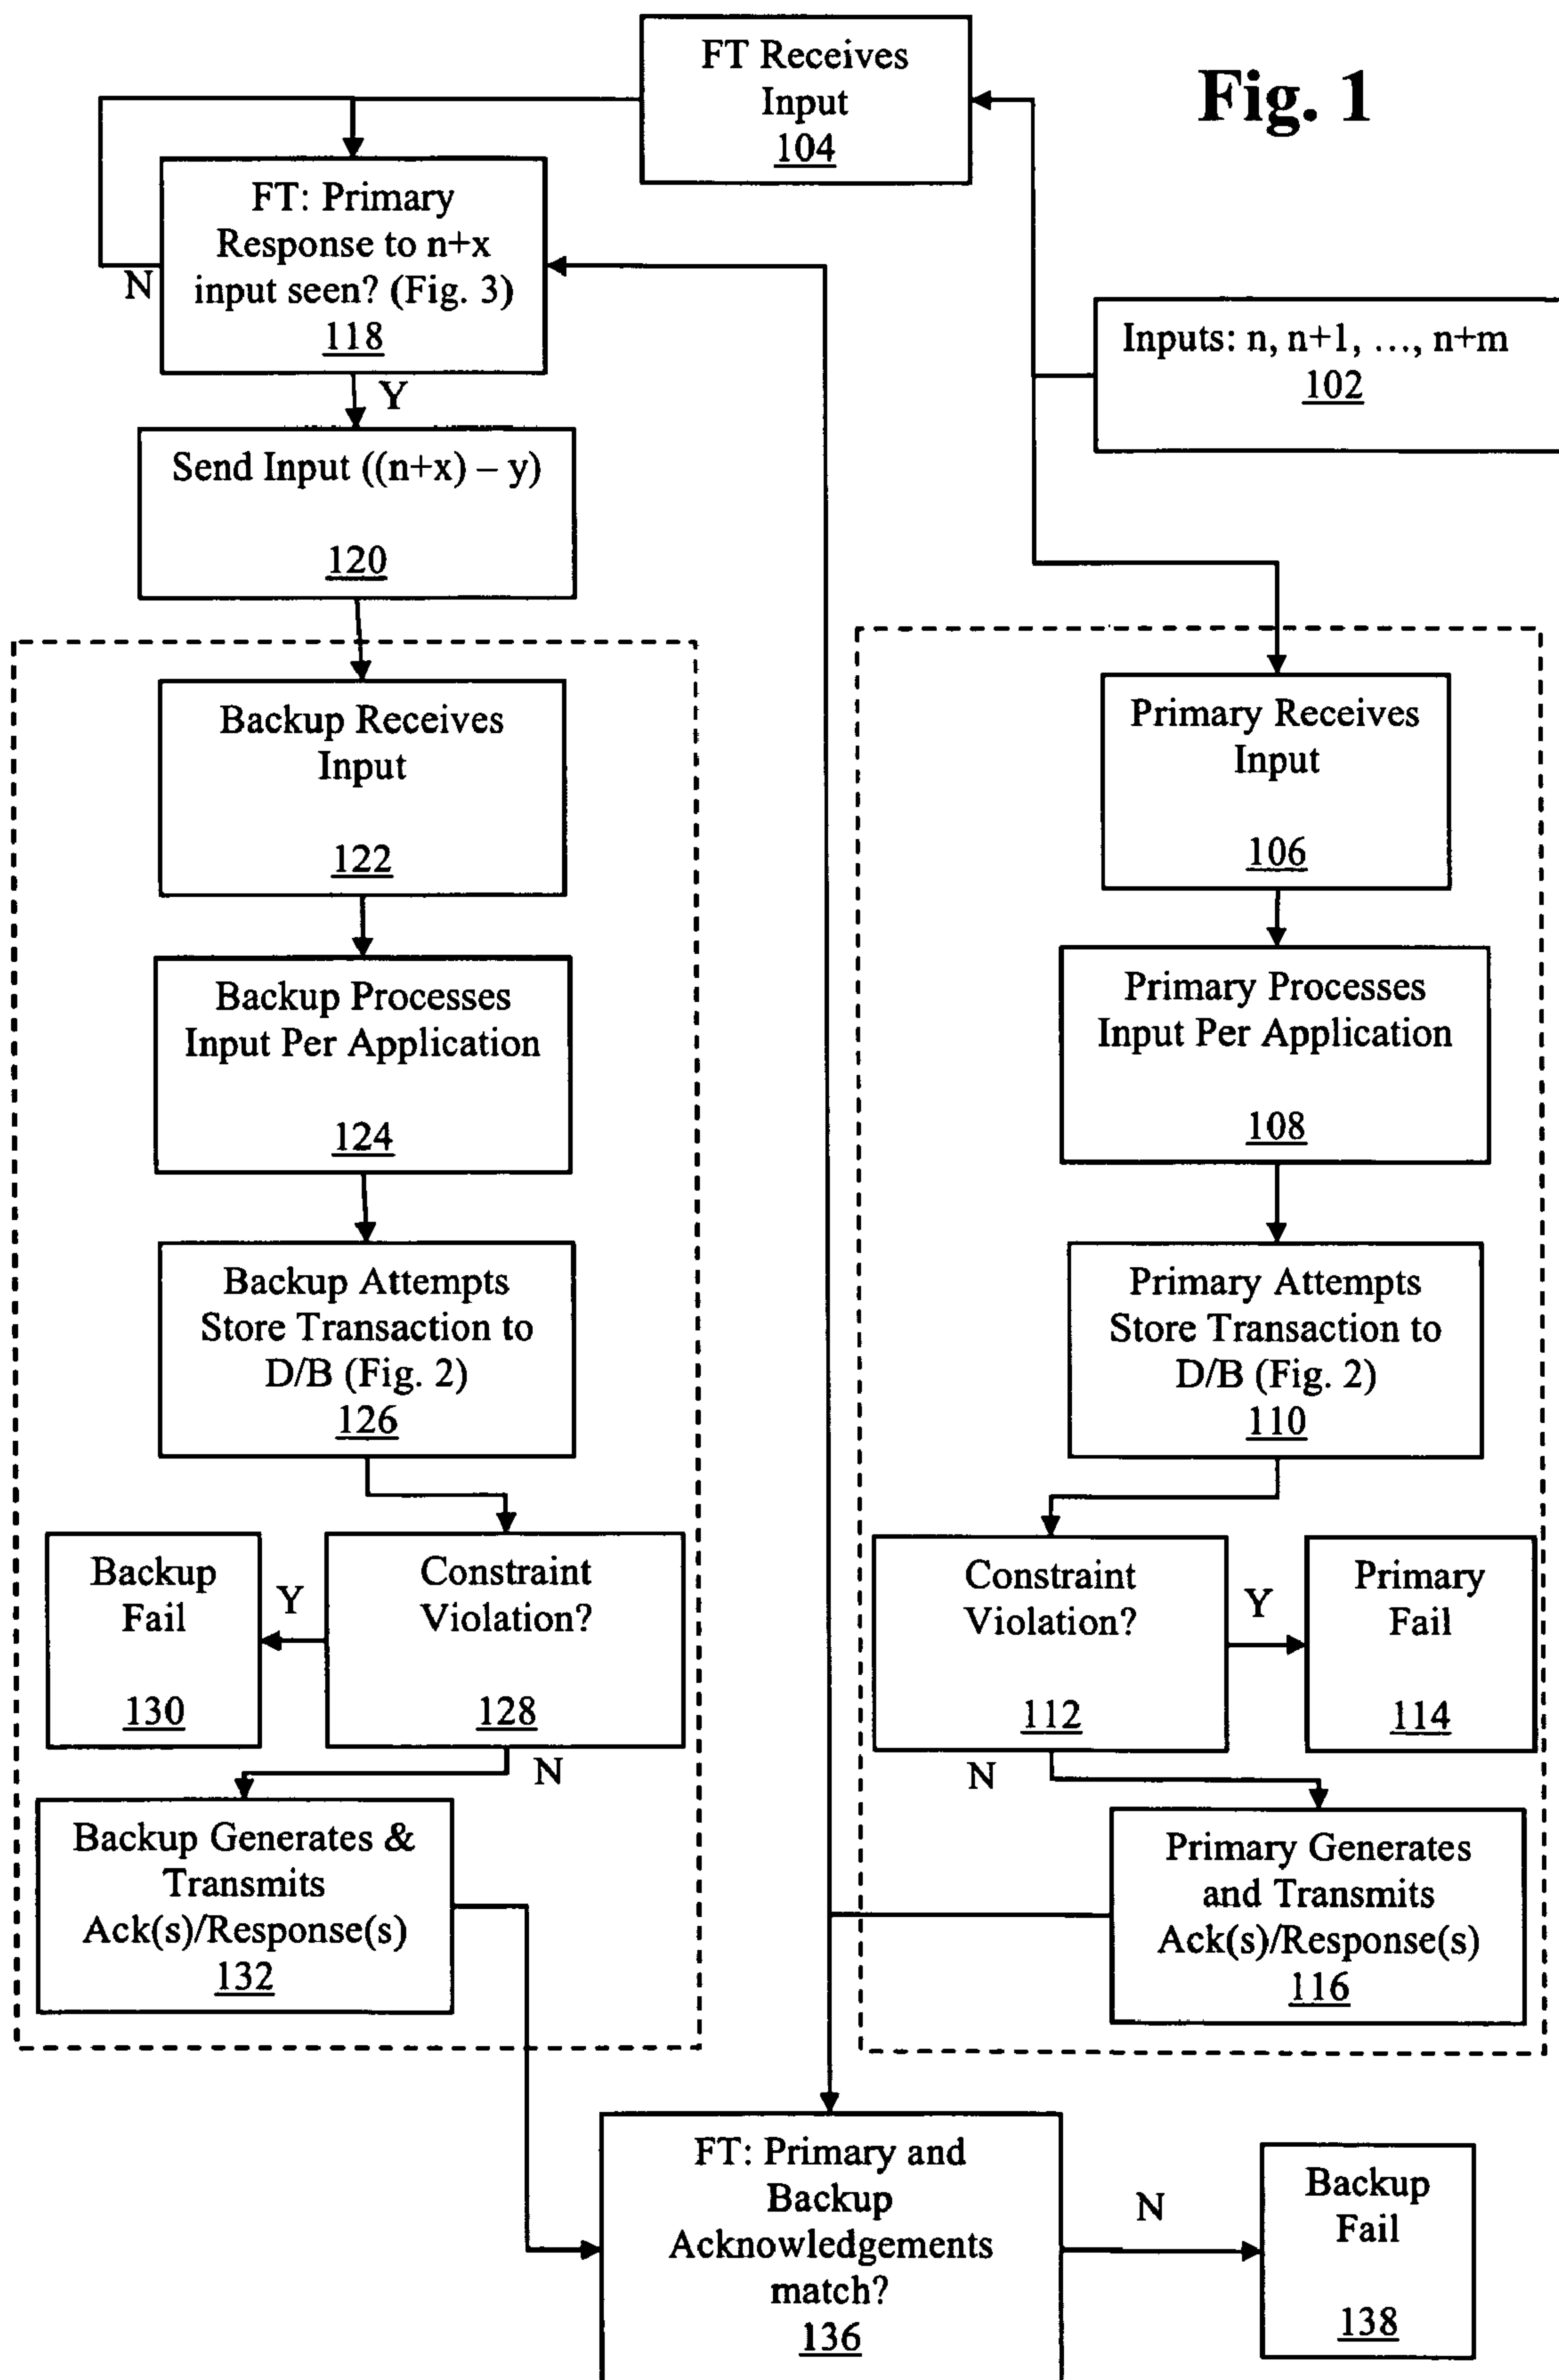 Fig. 1
FT Receives
Input
104
FT: Primary
Response to n+x
input seen? (Fig. 3)
118
N
Y
Inputs: n, n+1, ..., n+m
102
Send Input ((n+x) – y)
120
Backup Receives
Input
122
Backup Processes
Input Per Application
124
Backup Attempts
Store Transaction to
D/B (Fig. 2)
126
Constraint
Violation?
128
Y
Backup
Fail
130
N
Backup Generates &
Transmits
Ack(s)/Response(s)
132
Primary Receives
Input
106
Primary Processes
Input Per Application
108
Primary Attempts
Store Transaction to
D/B (Fig. 2)
110
Constraint
Violation?
112
Y
Primary
Fail
114
N
Primary Generates
and Transmits
Ack(s)/Response(s)
116
FT: Primary and
Backup
Acknowledgements
match?
136
N
Backup
Fail
138